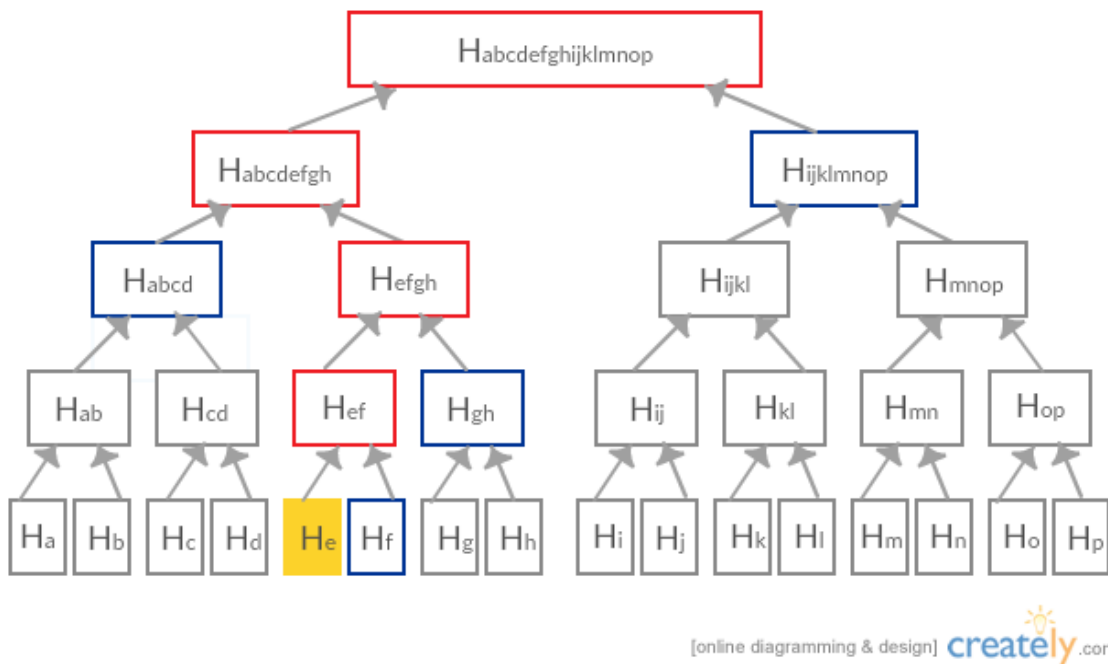 Habcdefghijklmnop
Habcdefgh Hijklmnop
Habcd Hefgh Hijkl Hmnop
Hab Hcd Hef Hgh Hij Hkl Hmn Hop
Ha Hb Hc Hd He Hf Hg Hh Hi Hj Hk Hl Hm Hn Ho Hp
[online diagramming & design] creately.com